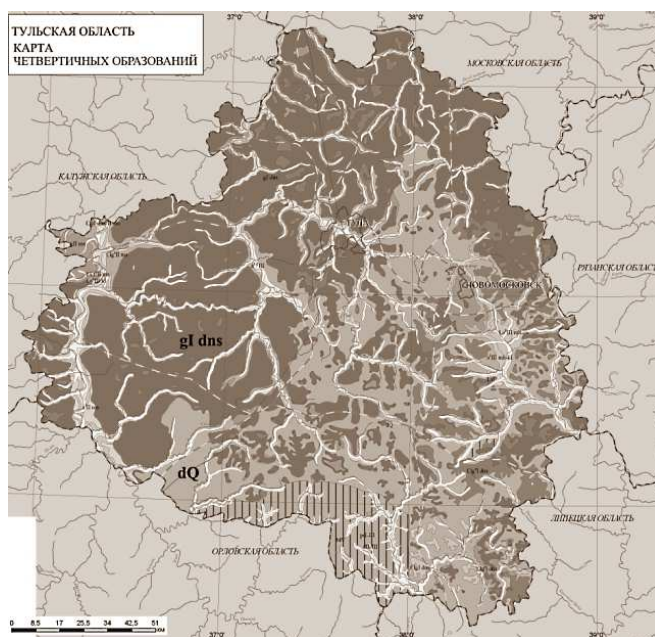 ТУЛЬСКАЯ ОБЛАСТЬ
КАРТА
ЧЕТВЕРТИЧНЫХ ОБРАЗОВАНИЙ
37°0'
38°0'
39°0'
МОСКОВСКАЯ ОБЛАСТЬ
КАЛУЖСКАЯ ОБЛАСТЬ
РЯЗАНСКАЯ ОБЛАСТЬ
НОВОМОСКОВСК
gI dns
dQ
ОРЛОВСКАЯ ОБЛАСТЬ
ЛИПЕЦКАЯ ОБЛАСТЬ
0 8.5 17 25.5 34 42.5 51
КМ
37°0'
38°0'
39°0'